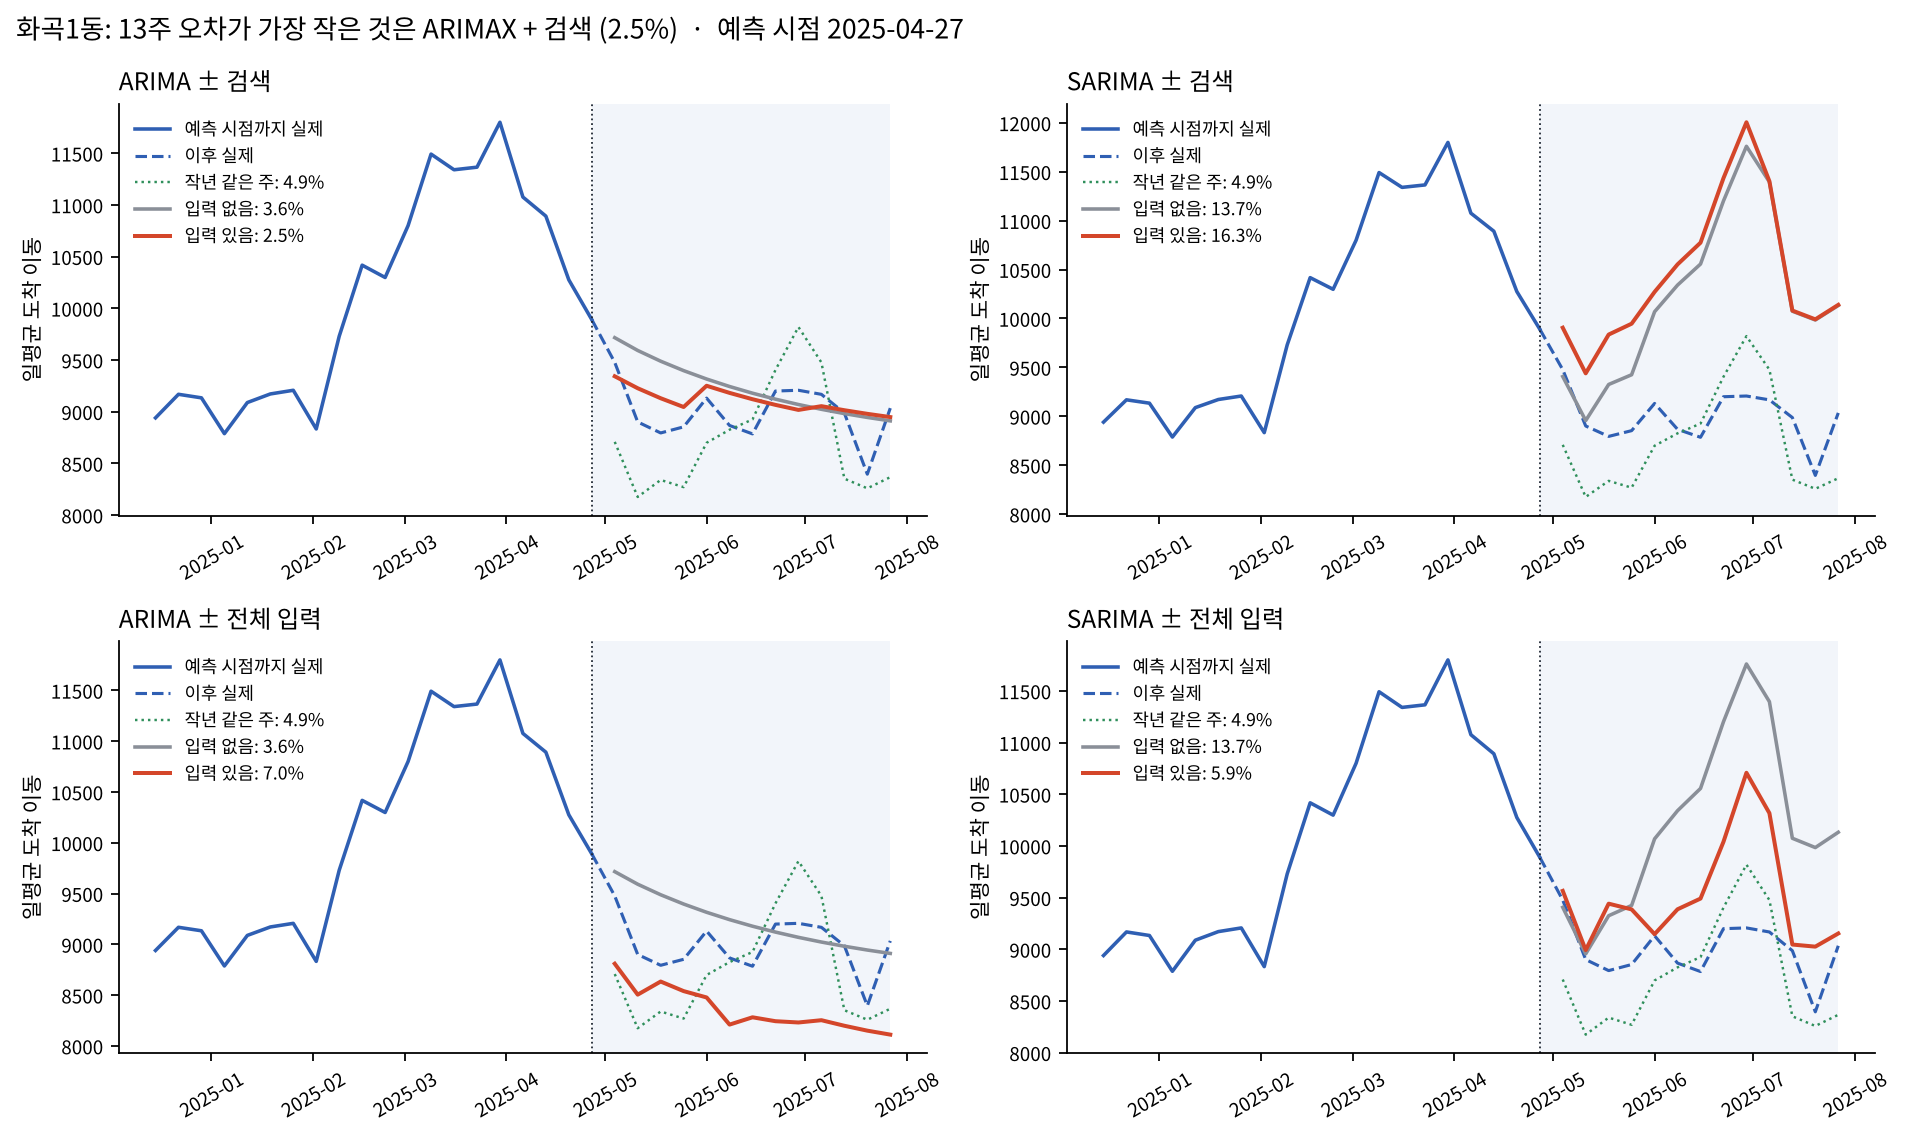 화곡1동: 13주 오차가 가장 작은 것은 ARIMAX + 검색 (2.5%) · 예측 시점 2025-04-27
ARIMA ± 검색
예측 시점까지 실제
이후 실제
작년 같은 주: 4.9%
입력 없음: 3.6%
입력 있음: 2.5%
일평균 도착 이동
11500
11000
10500
10000
9500
9000
8500
8000
2025-01
2025-02
2025-03
2025-04
2025-05
2025-06
2025-07
2025-08
SARIMA ± 검색
예측 시점까지 실제
이후 실제
작년 같은 주: 4.9%
입력 없음: 13.7%
입력 있음: 16.3%
일평균 도착 이동
12000
11500
11000
10500
10000
9500
9000
8500
8000
2025-01
2025-02
2025-03
2025-04
2025-05
2025-06
2025-07
2025-08
ARIMA ± 전체 입력
예측 시점까지 실제
이후 실제
작년 같은 주: 4.9%
입력 없음: 3.6%
입력 있음: 7.0%
일평균 도착 이동
11500
11000
10500
10000
9500
9000
8500
8000
2025-01
2025-02
2025-03
2025-04
2025-05
2025-06
2025-07
2025-08
SARIMA ± 전체 입력
예측 시점까지 실제
이후 실제
작년 같은 주: 4.9%
입력 없음: 13.7%
입력 있음: 5.9%
일평균 도착 이동
11500
11000
10500
10000
9500
9000
8500
8000
2025-01
2025-02
2025-03
2025-04
2025-05
2025-06
2025-07
2025-08